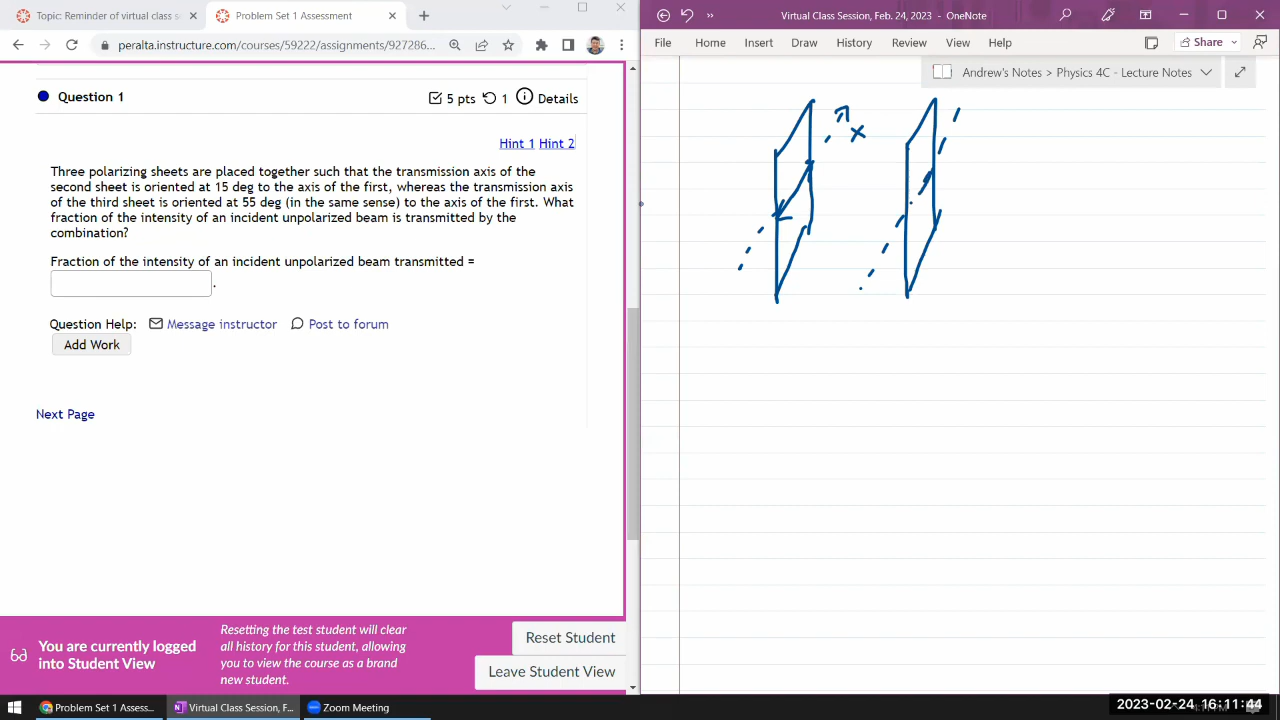 Topic: Reminder of virtual class s
Problem Set 1 Assessment
peralta.instructure.com/courses/59222/assignments/927286...
Question 1
5 pts 1 Details
Hint 1 Hint 2
Three polarizing sheets are placed together such that the transmission axis of the
second sheet is oriented at 15 deg to the axis of the first, whereas the transmission axis
of the third sheet is oriented at 55 deg (in the same sense) to the axis of the first. What
fraction of the intensity of an incident unpolarized beam is transmitted by the
combination?
Fraction of the intensity of an incident unpolarized beam transmitted =
.
Question Help: Message instructor Post to forum
Add Work
Next Page
You are currently logged
into Student View
Resetting the test student will clear
all history for this student, allowing
you to view the course as a brand
new student.
Reset Student
Leave Student View
Virtual Class Session, Feb. 24, 2023 - OneNote
File Home Insert Draw History Review View Help Share
Andrew's Notes > Physics 4C - Lecture Notes
x
Problem Set 1 Assess...
Virtual Class Session, F...
Zoom Meeting
2023-02-24 16:11:44